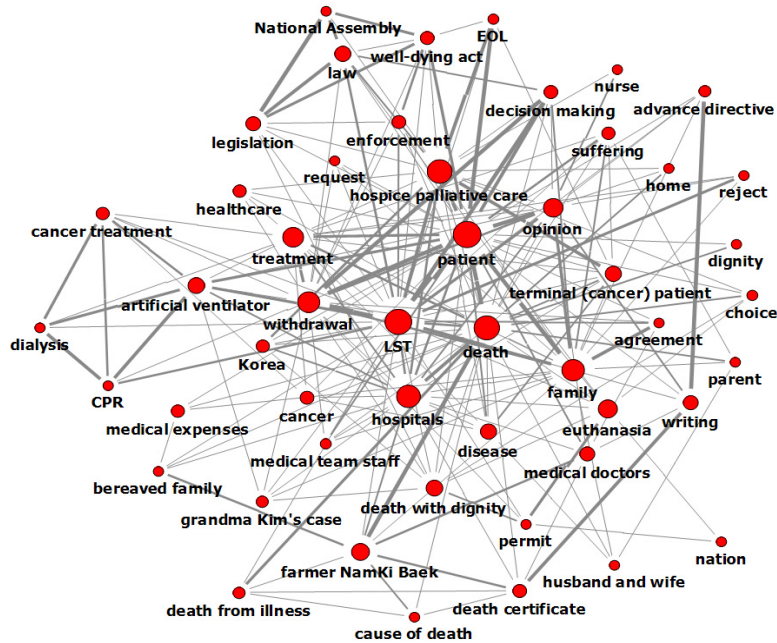 National Assembly
EOL
well-dying act
law
nurse
decision making
advance directive
legislation
enforcement
suffering
request
hospice palliative care
home
reject
healthcare
cancer treatment
opinion
treatment
patient
dignity
artificial ventilator
terminal (cancer) patient
withdrawal
choice
dialysis
LST
death
agreement
Korea
parent
CPR
family
hospitals
medical expenses
cancer
euthanasia
writing
disease
medical team staff
medical doctors
bereaved family
grandma Kim's case
death with dignity
permit
nation
farmer NamKi Baek
husband and wife
death from illness
death certificate
cause of death